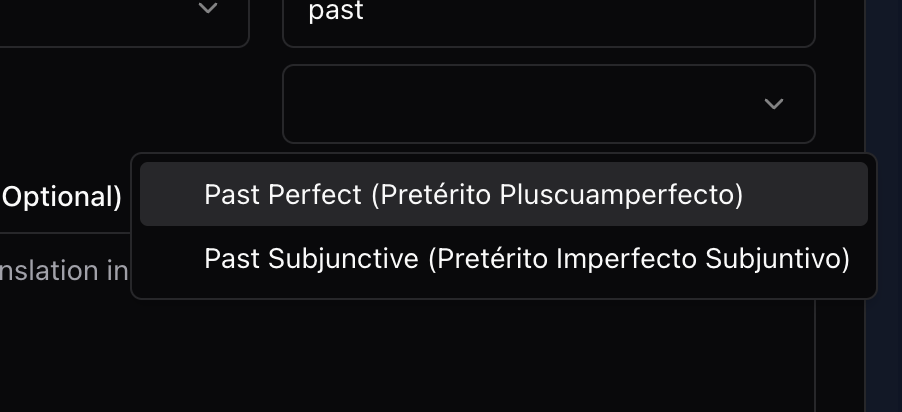 past
Past Perfect (Pretérito Pluscuamperfecto)
Optional)
Past Subjunctive (Pretérito Imperfecto Subjuntivo)
nslation in